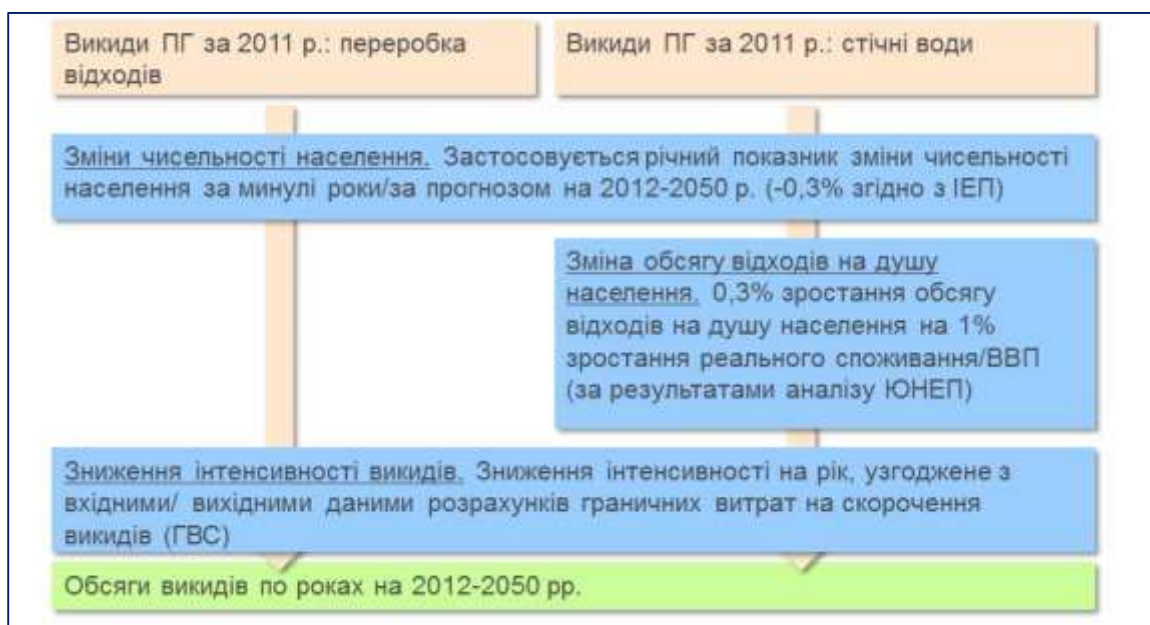 Викиди ПГ за 2011 р.: переробка
відходів
Викиди ПГ за 2011 р.: стічні води
Зміни чисельності населення. Застосовується річний показник зміни чисельності
населення за минулі роки/за прогнозом на 2012-2050 р. (-0,3% згідно з ІЕП)
Зміна обсягу відходів на душу
населення. 0,3% зростання обсягу
відходів на душу населення на 1%
зростання реального споживання/ВВП
(за результатами аналізу ЮНЕП)
Зниження інтенсивності викидів. Зниження інтенсивності на рік, узгоджене з
вхідними/ вихідними даними розрахунків граничних витрат на скорочення
викидів (ГВС)
Обсяги викидів по роках на 2012-2050 рр.